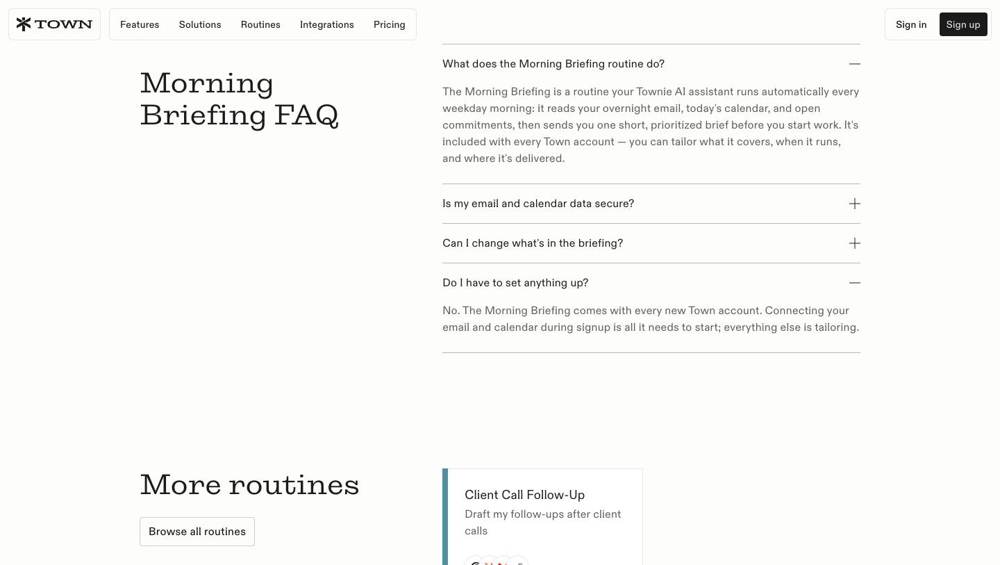 TOWN
Features Solutions Routines Integrations Pricing
Sign in Sign up
Morning
Briefing FAQ
What does the Morning Briefing routine do?
The Morning Briefing is a routine your Townie AI assistant runs automatically every
weekday morning: it reads your overnight email, today's calendar, and open
commitments, then sends you one short, prioritized brief before you start work. It's
included with every Town account — you can tailor what it covers, when it runs,
and where it's delivered.
Is my email and calendar data secure?
Can I change what's in the briefing?
Do I have to set anything up?
No. The Morning Briefing comes with every new Town account. Connecting your
email and calendar during signup is all it needs to start; everything else is tailoring.
More routines
Browse all routines
Client Call Follow-Up
Draft my follow-ups after client
calls